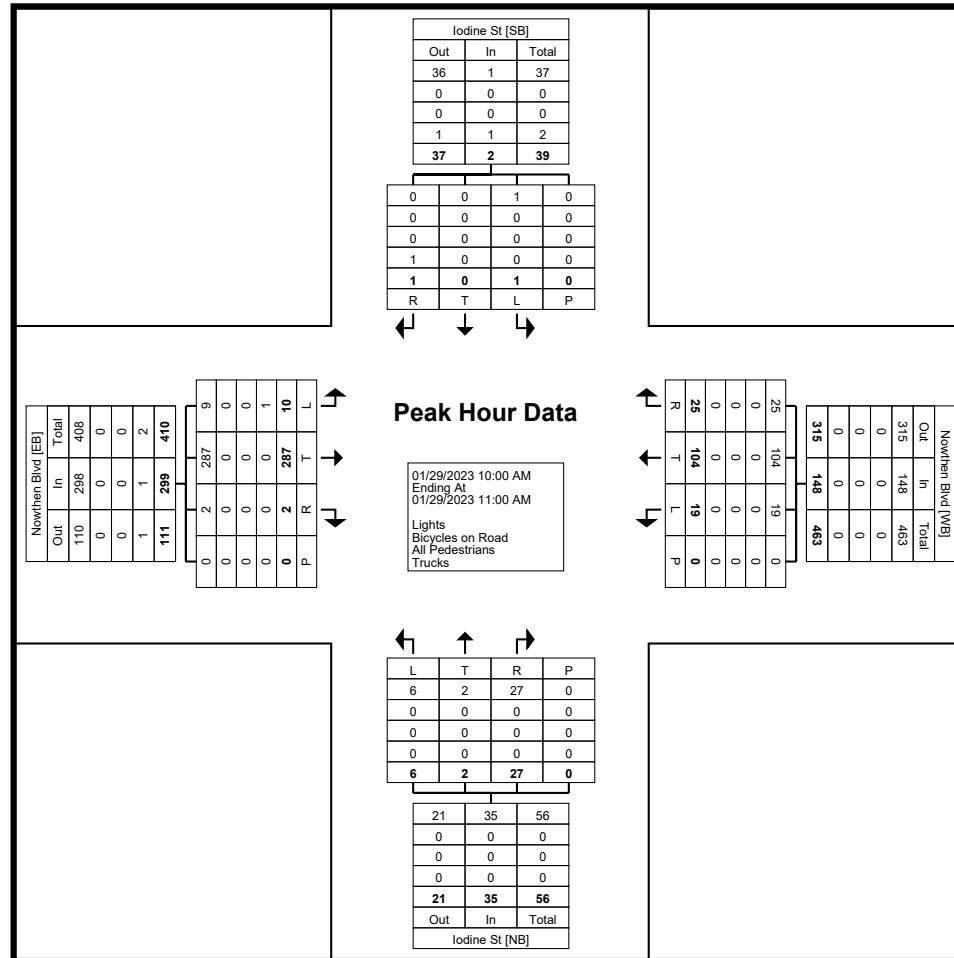 Iodine St [SB]
Out In Total
36 1 37
0 0 0
0 0 0
1 1 2
37 2 39
0 0 1 0
0 0 0 0
0 0 0 0
1 0 0 0
1 0 1 0
R T L P
Nowthen Blvd [EB]
Total 408 0 0 2 410
In 298 0 0 1 299
Out 110 0 0 1 111
9 0 0 1 10 L
287 0 0 0 287 T
2 0 0 0 2 R
0 0 0 0 0 P
Peak Hour Data
01/29/2023 10:00 AM
Ending At
01/29/2023 11:00 AM
Lights
Bicycles on Road
All Pedestrians
Trucks
R 25 0 0 0 25
T 104 0 0 0 104
L 19 0 0 0 19
P 0 0 0 0 0
Nowthen Blvd [WB]
315 0 0 0 315 Out
148 0 0 0 148 In
463 0 0 0 463 Total
L T R P
6 2 27 0
0 0 0 0
0 0 0 0
0 0 0 0
6 2 27 0
21 35 56
0 0 0
0 0 0
0 0 0
21 35 56
Out In Total
Iodine St [NB]